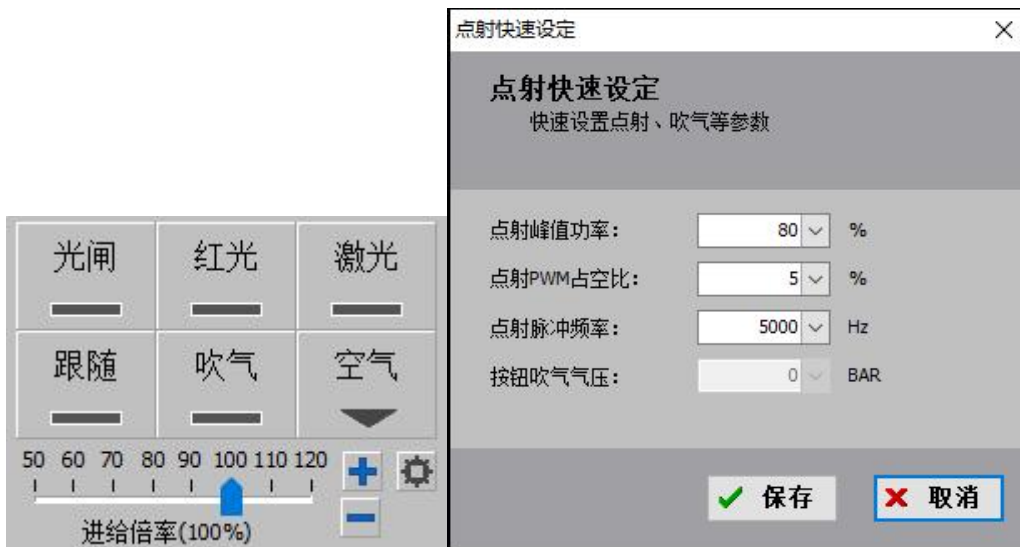 光闸 红光 激光
跟随 吹气 空气
50 60 70 80 90 100 110 120
进给倍率(100%)
点射快速设定
点射快速设定
快速设置点射、吹气等参数
点射峰值功率: 80 %
点射PWM占空比: 5 %
点射脉冲频率: 5000 Hz
按钮吹气气压: 0 BAR
保存 取消